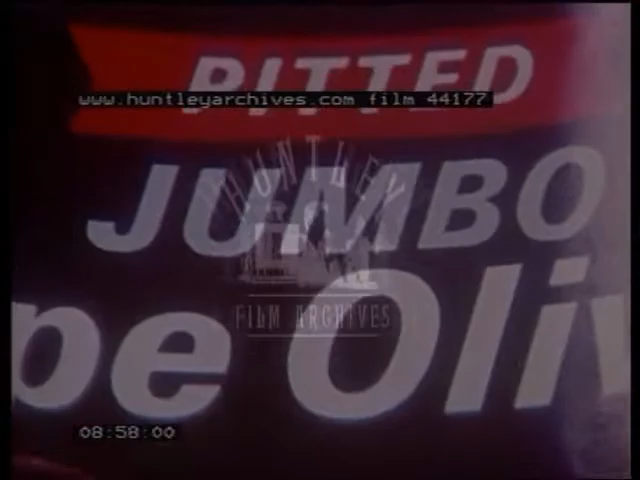 PITTED
www.huntleyarchives.com film 44177
JUMBO
HUNTLEY
pe Oliv
FILM ARCHIVES
08:58:00